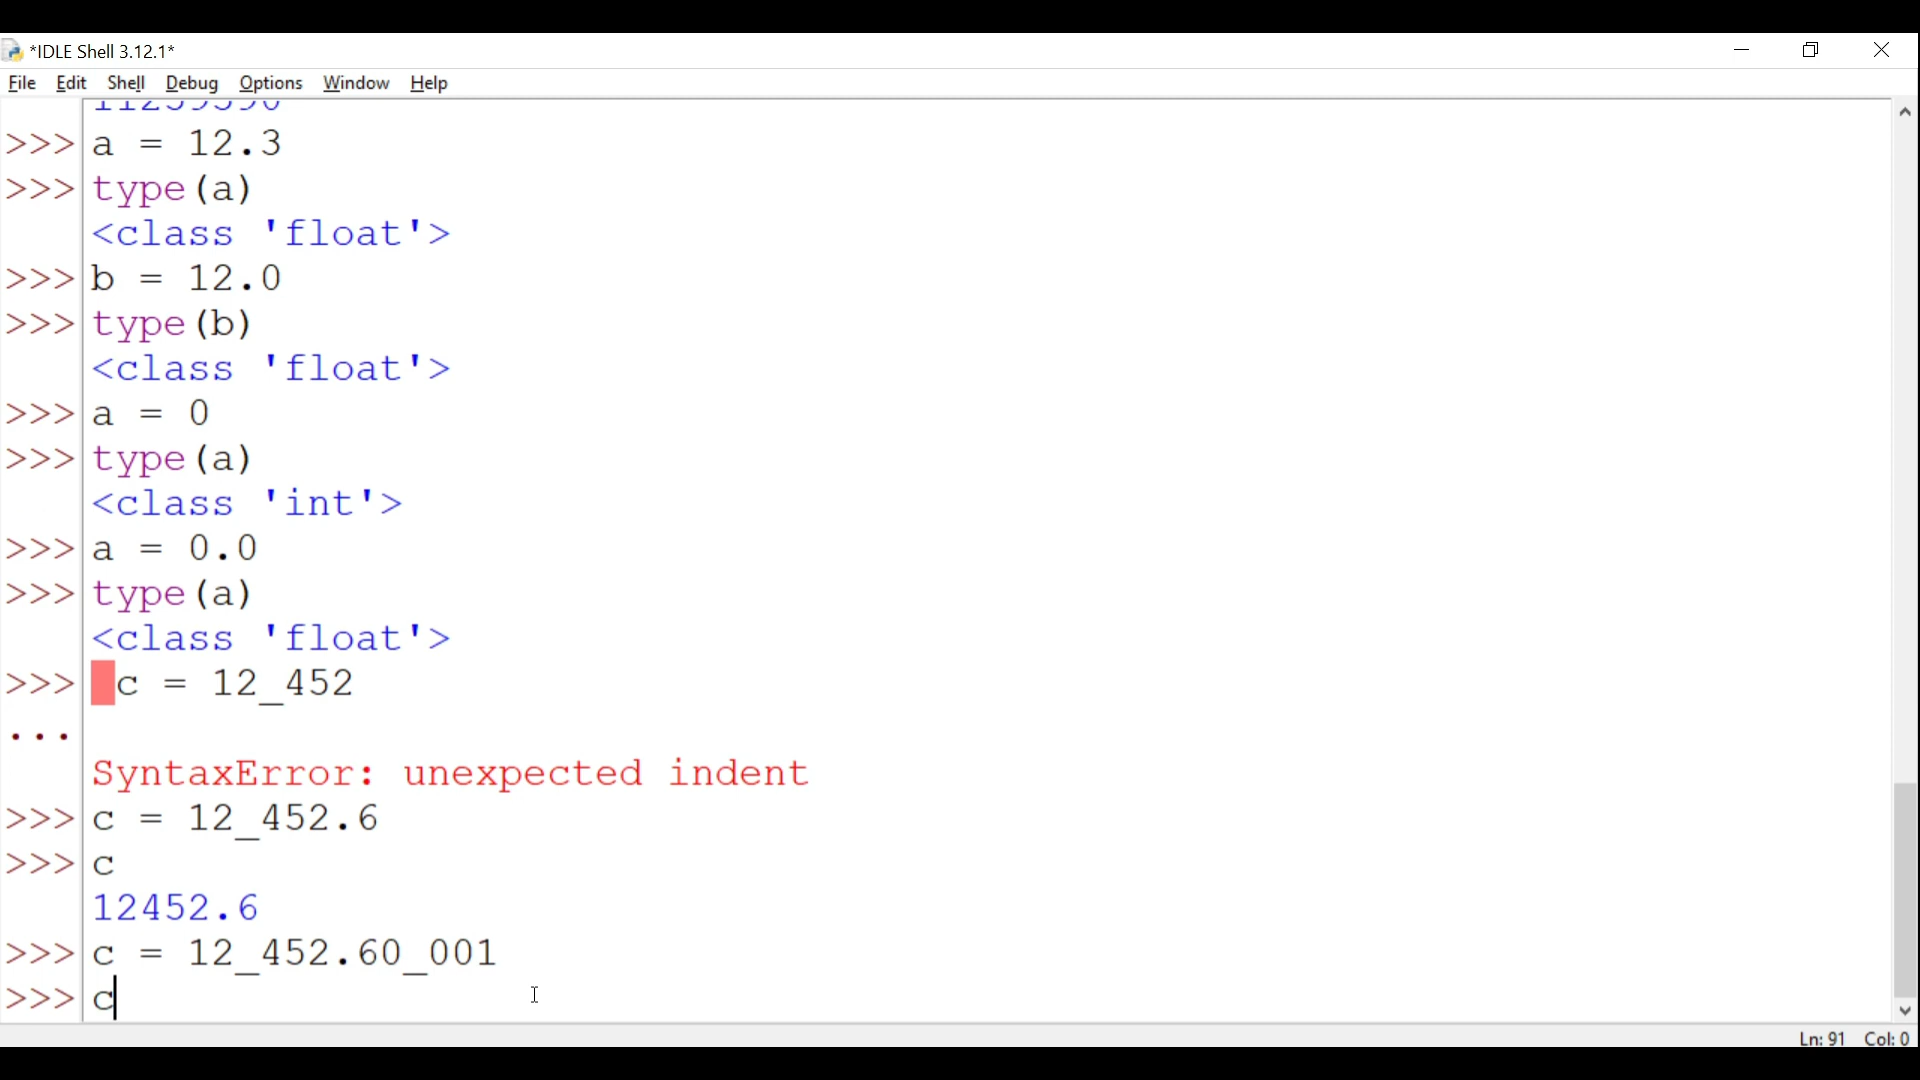 *IDLE Shell 3.12.1*
File Edit Shell Debug Options Window Help
>>> a = 12.3
>>> type(a)
<class 'float'>
>>> b = 12.0
>>> type(b)
<class 'float'>
>>> a = 0
>>> type(a)
<class 'int'>
>>> a = 0.0
>>> type(a)
<class 'float'>
>>>  c = 12_452
...
SyntaxError: unexpected indent
>>> c = 12_452.6
>>> c
12452.6
>>> c = 12_452.60_001
>>> c
Ln: 91 Col: 0